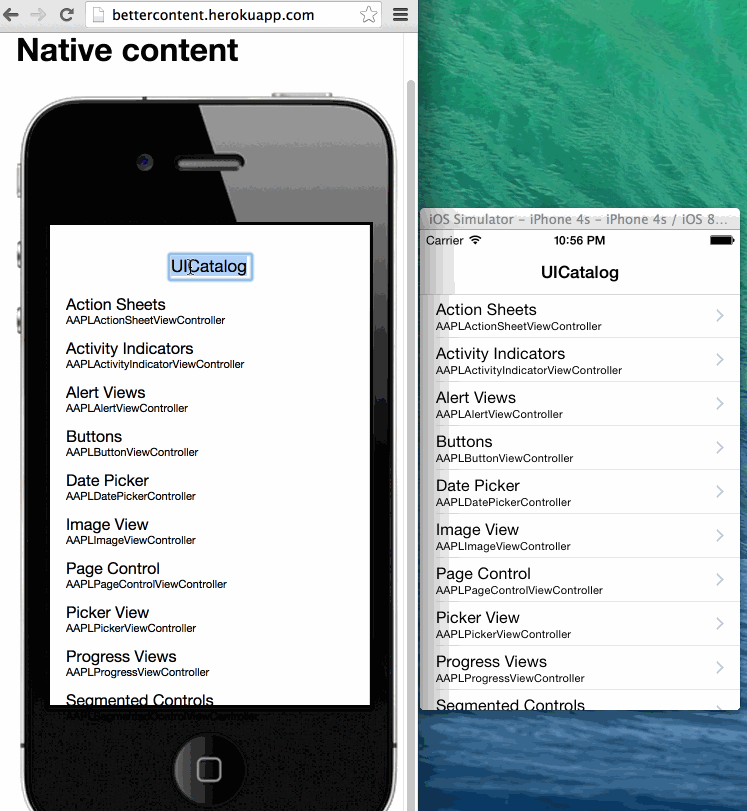 bettercontent.herokuapp.com
Native content
UICatalog
Action Sheets
AAPLActionSheetViewController
Activity Indicators
AAPLActivityIndicatorViewController
Alert Views
AAPLAlertViewController
Buttons
AAPLButtonViewController
Date Picker
AAPLDatePickerController
Image View
AAPLImageViewController
Page Control
AAPLPageControlViewController
Picker View
AAPLPickerViewController
Progress Views
AAPLProgressViewController
Segmented Controls
AAPLSegmentedControlViewController
iOS Simulator – iPhone 4s – iPhone 4s / iOS 8...
Carrier 10:56 PM
UICatalog
Action Sheets
AAPLActionSheetViewController
Activity Indicators
AAPLActivityIndicatorViewController
Alert Views
AAPLAlertViewController
Buttons
AAPLButtonViewController
Date Picker
AAPLDatePickerController
Image View
AAPLImageViewController
Page Control
AAPLPageControlViewController
Picker View
AAPLPickerViewController
Progress Views
AAPLProgressViewController
Segmented Controls